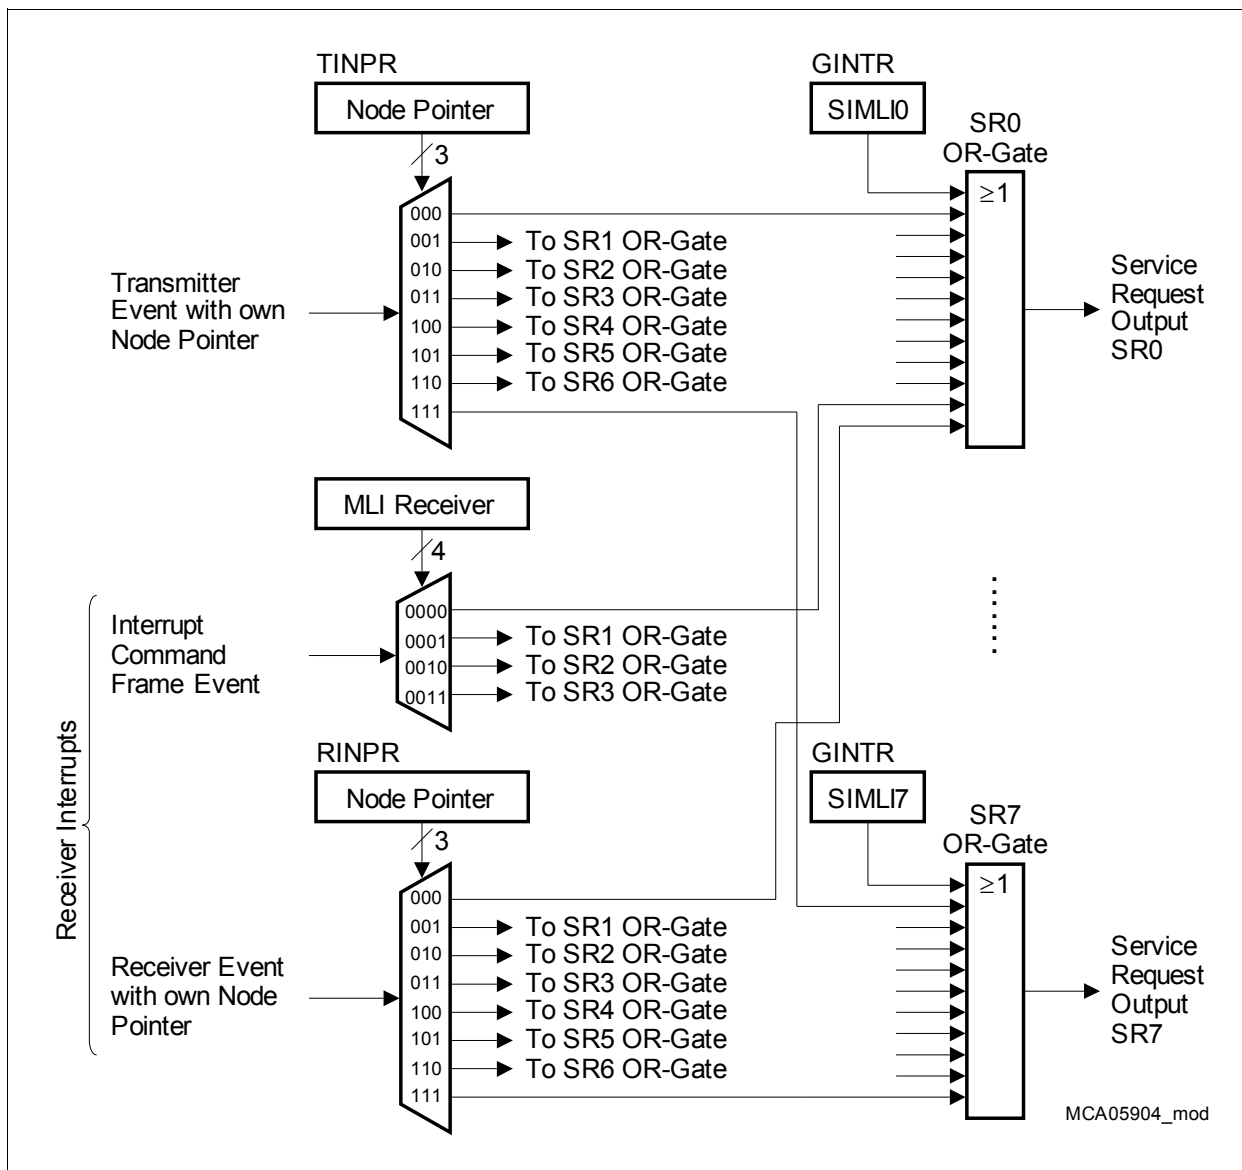 TINPR
Node Pointer
3
000
001
010
011
100
101
110
111
To SR1 OR-Gate
To SR2 OR-Gate
To SR3 OR-Gate
To SR4 OR-Gate
To SR5 OR-Gate
To SR6 OR-Gate
Transmitter
Event with own
Node Pointer
GINTR
SIMLI0
SR0
OR-Gate
≥1
Service
Request
Output
SR0
MLI Receiver
4
0000
0001
0010
0011
To SR1 OR-Gate
To SR2 OR-Gate
To SR3 OR-Gate
Interrupt
Command
Frame Event
Receiver Interrupts
RINPR
Node Pointer
3
000
001
010
011
100
101
110
111
To SR1 OR-Gate
To SR2 OR-Gate
To SR3 OR-Gate
To SR4 OR-Gate
To SR5 OR-Gate
To SR6 OR-Gate
Receiver Event
with own Node
Pointer
GINTR
SIMLI7
SR7
OR-Gate
≥1
Service
Request
Output
SR7
MCA05904_mod